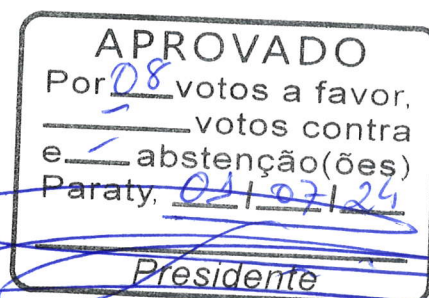 APROVADO
Por 08 votos a favor,
- votos contra
e - abstenção(ões)
Paraty, 01/07/24
Presidente